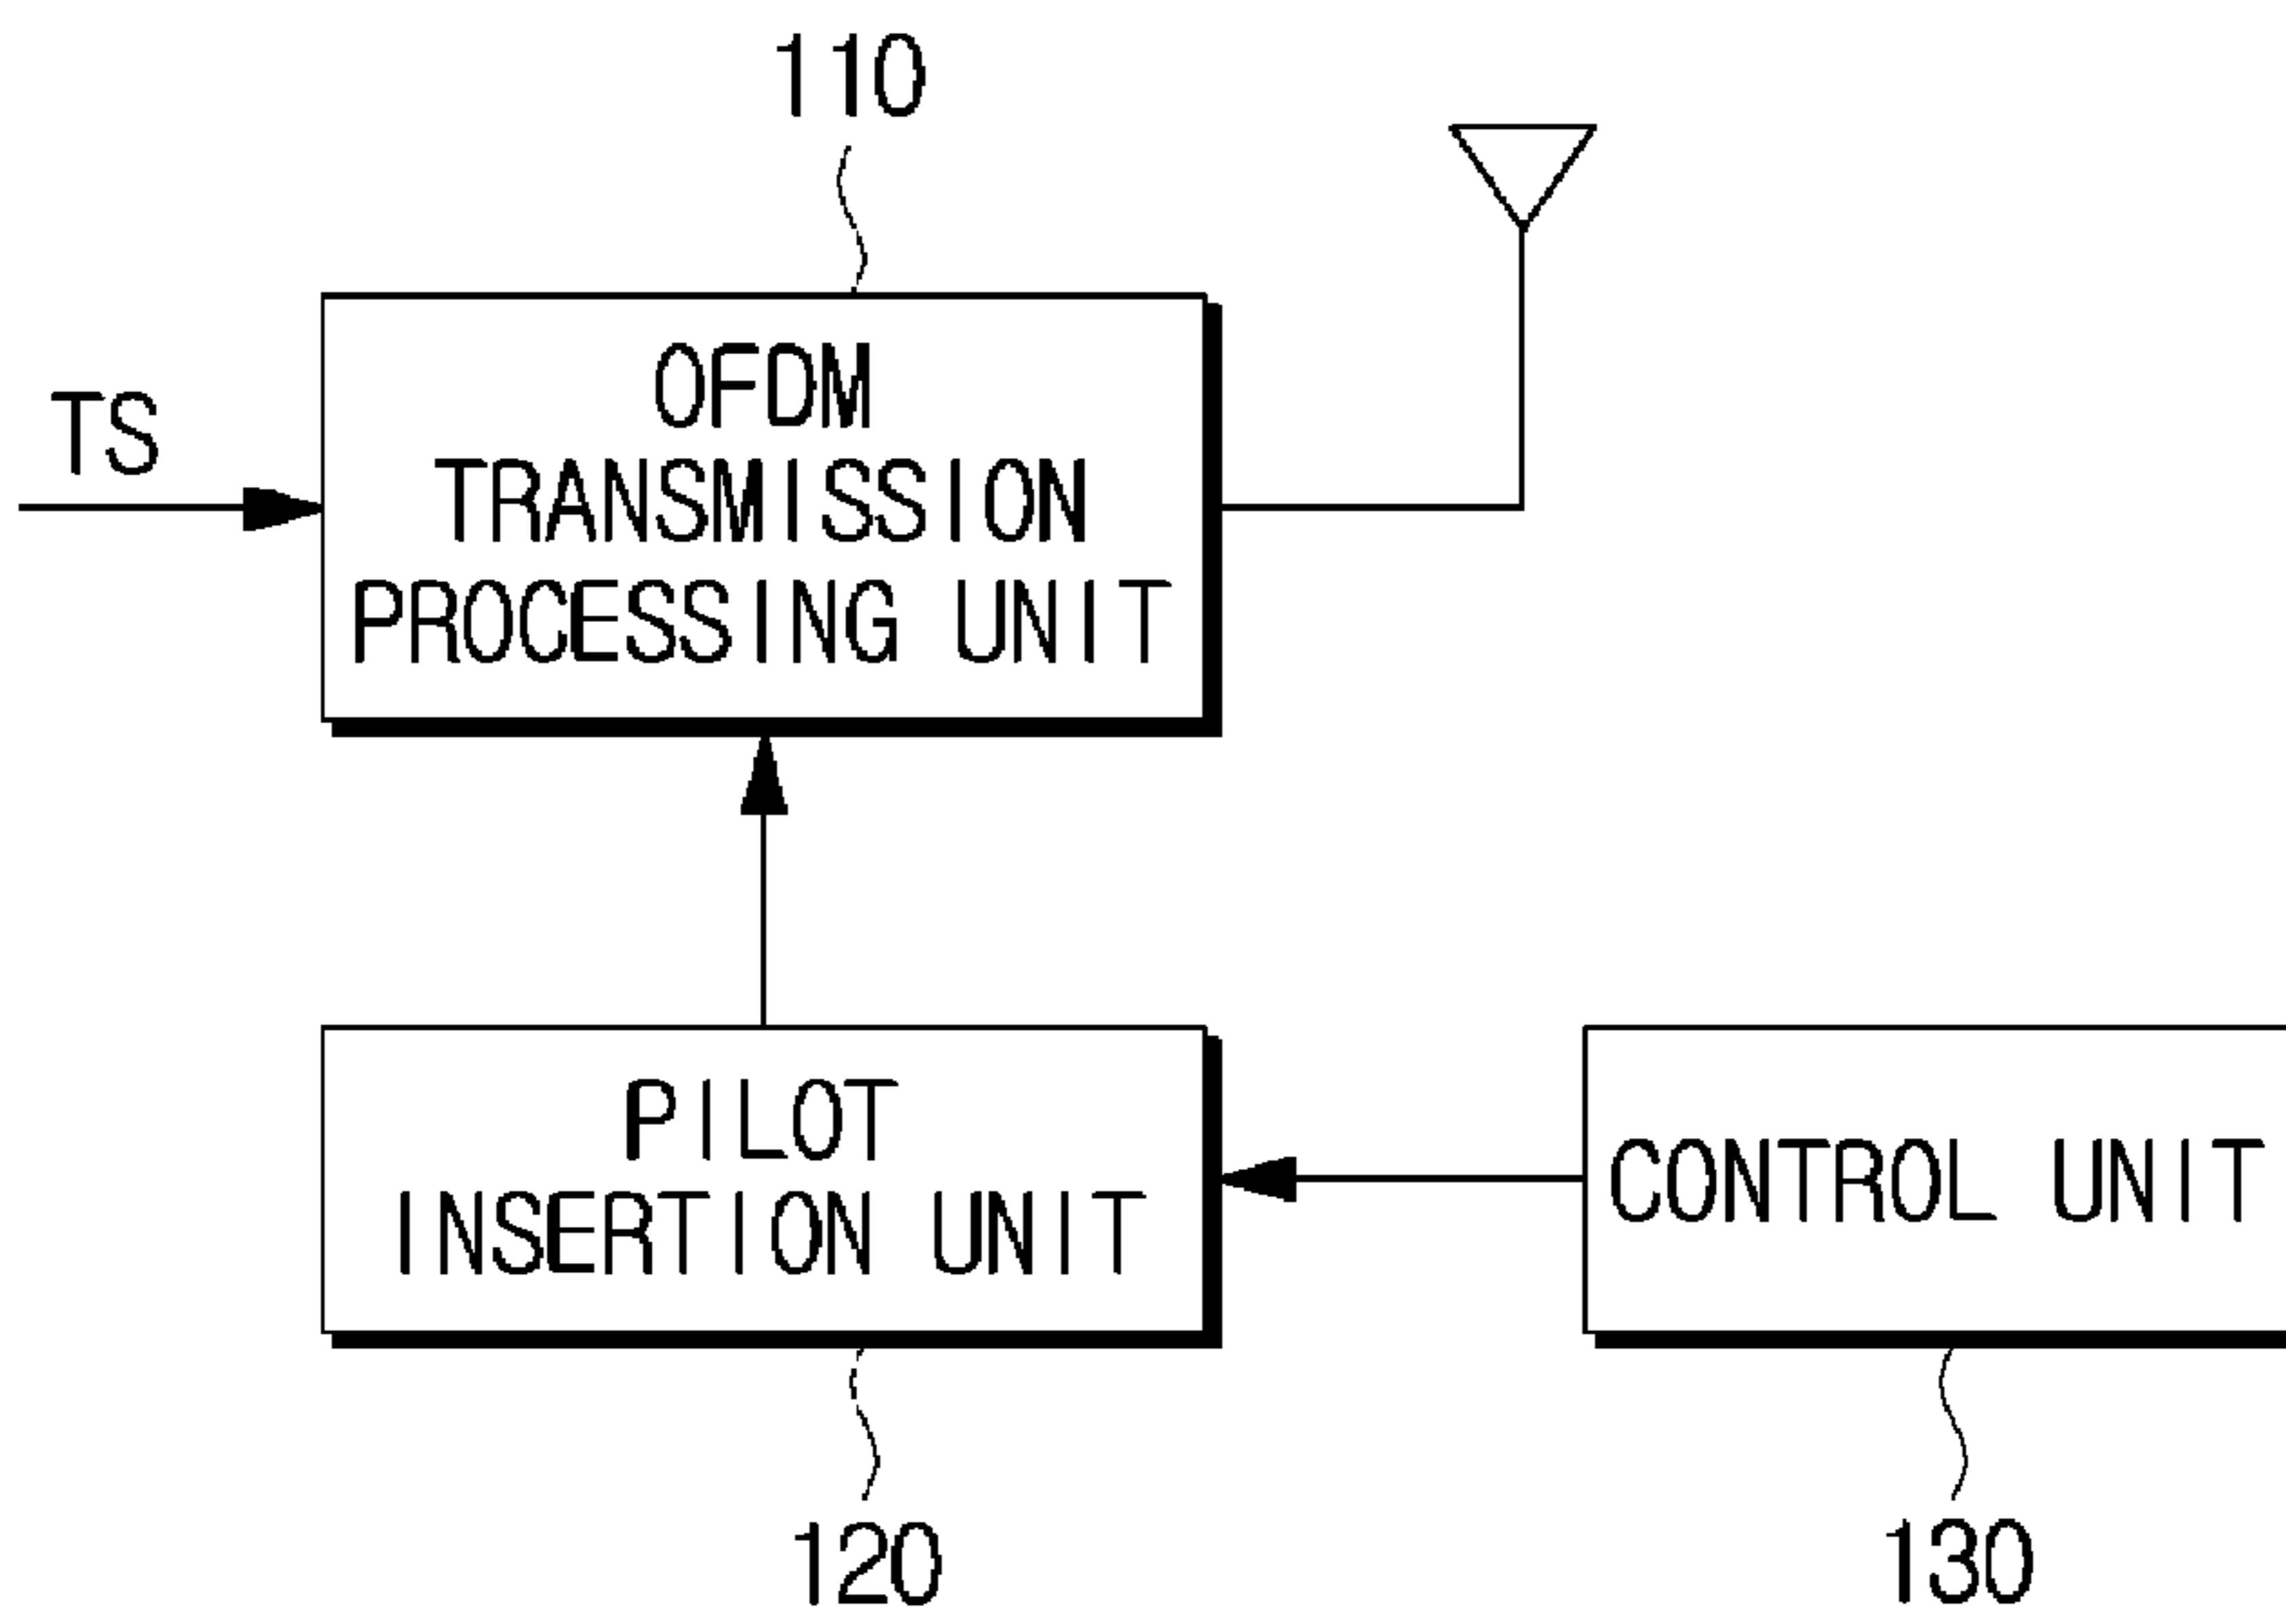 110
TS
OFDM
TRANSMISSION
PROCESSING UNIT
PILOT
INSERTION UNIT
CONTROL UNIT
120
130